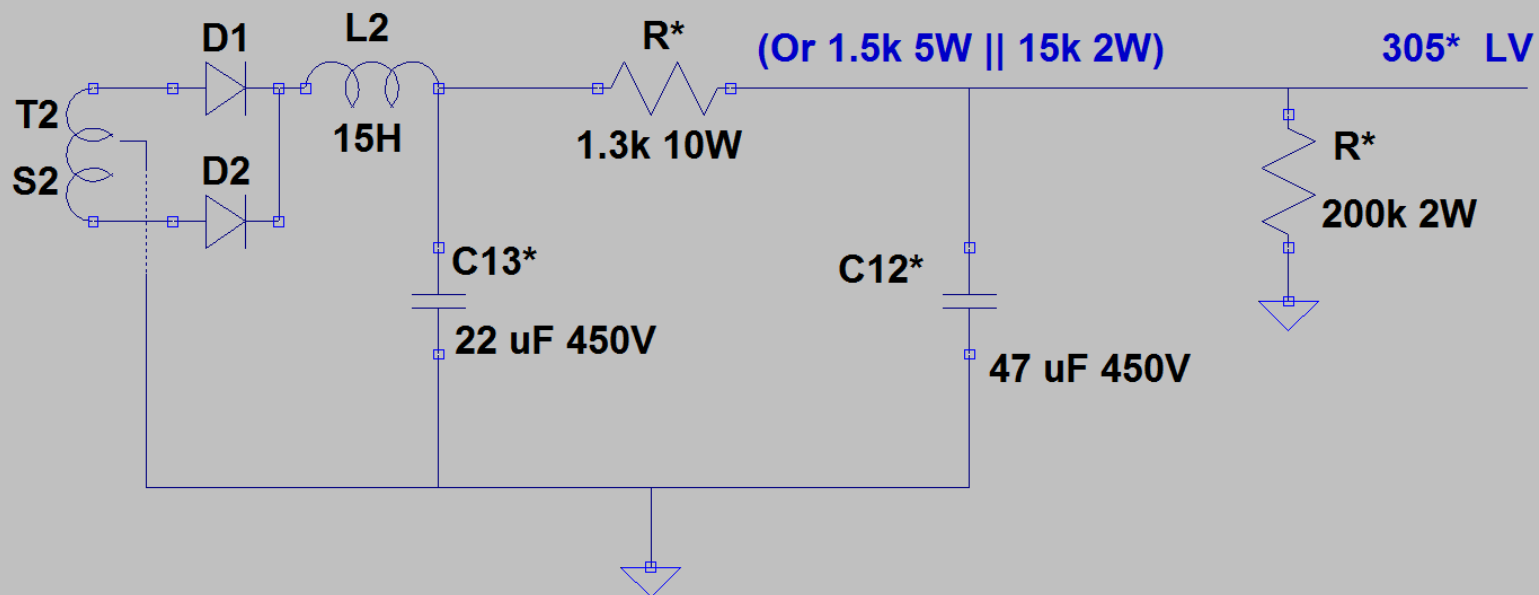 D1
L2
R*
(Or 1.5k 5W || 15k 2W)
305* LV
T2
15H
1.3k 10W
R*
D2
S2
200k 2W
C13*
C12*
22 uF 450V
47 uF 450V